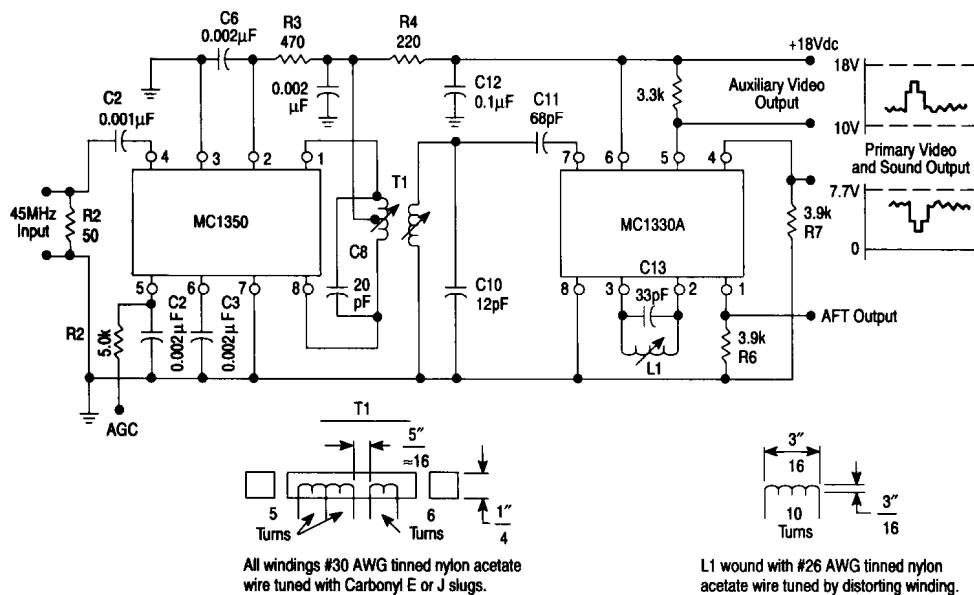 C6
0.002µF
R3
470
R4
220
+18Vdc
18V
Auxiliary Video
Output
10V
3.3k
C2
0.001µF
0.002
µF
C12
0.1µF
C11
68pF
4
3
2
1
7
6
5
4
Primary Video
and Sound Output
7.7V
0
45MHz
Input
R2
50
MC1350
T1
C8
20
pF
C10
12pF
MC1330A
3.9k
R7
5
6
7
8
C13
33pF
8
3
2
1
L1
R2
5.0k
C2
0.002µF
C3
0.002µF
3.9k
R6
AFT Output
AGC
T1
5"
≈16
5
Turns
6
Turns
1"
4
3"
16
10
Turns
3"
16
All windings #30 AWG tinned nylon acetate
wire tuned with Carbonyl E or J slugs.
L1 wound with #26 AWG tinned nylon
acetate wire tuned by distorting winding.